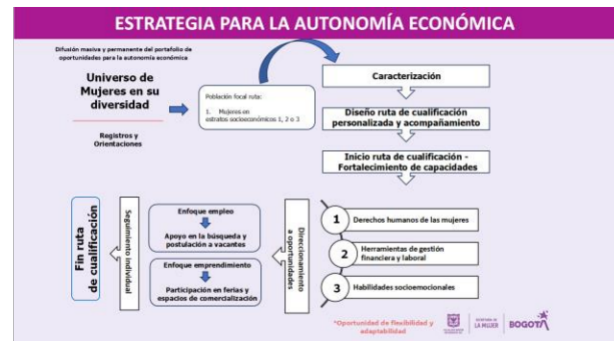 ESTRATEGIA PARA LA AUTONOMÍA ECONÓMICA
Difusión masiva y permanente del portafolio de
oportunidades para la autonomía económica
Universo de
Mujeres en su
diversidad
Registros y
Orientaciones
Población focal ruta:
1. Mujeres en
estratos socioeconómicos 1, 2 o 3
Caracterización
Diseño ruta de cualificación
personalizada y acompañamiento
Inicio ruta de cualificación -
Fortalecimiento de capacidades
1 Derechos humanos de las mujeres
2 Herramientas de gestión
financiera y laboral
3 Habilidades socioemocionales
Direccionamiento
a oportunidades
Enfoque empleo
Apoyo en la búsqueda y
postulación a vacantes
Enfoque emprendimiento
Participación en ferias y
espacios de comercialización
Seguimiento individual
Fin ruta
de cualificación
*Oportunidad de flexibilidad y
adaptabilidad
LA MUJER
BOGOTÁ